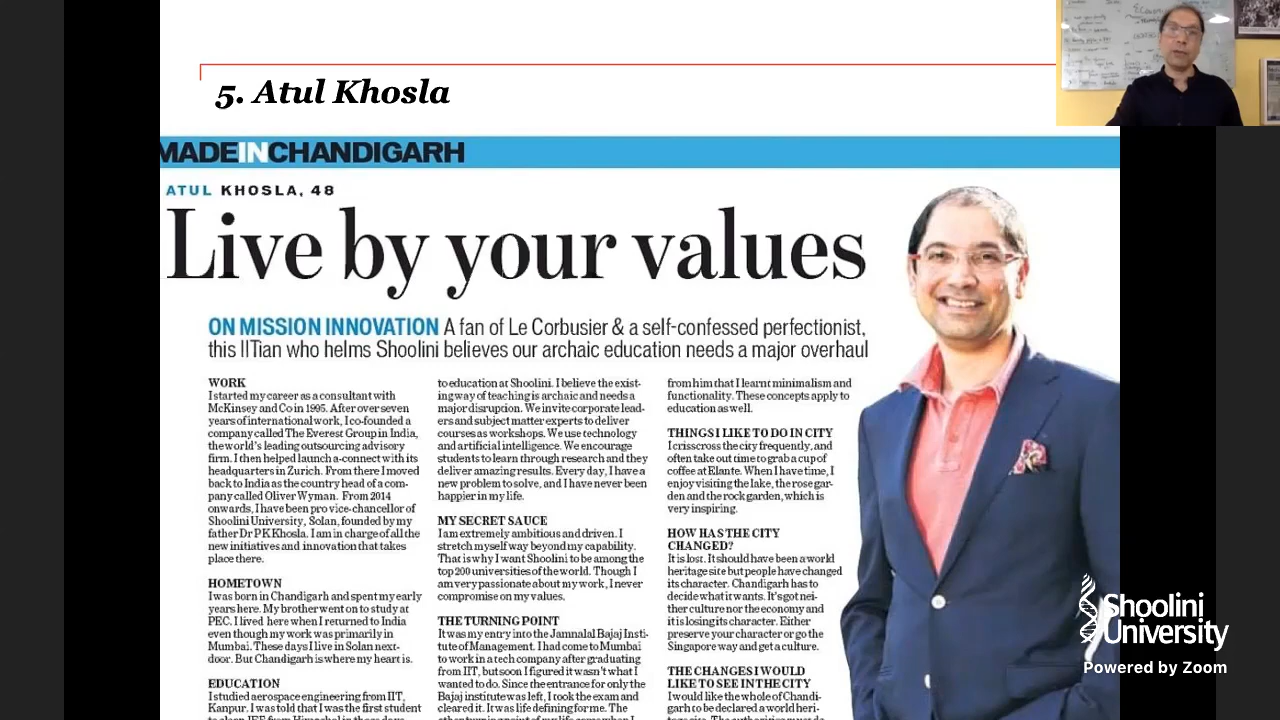 5. Atul Khosla
MADEINCHANDIGARH
ATUL KHOSLA, 48
Live by your values
ON MISSION INNOVATION A fan of Le Corbusier & a self-confessed perfectionist,
this IITian who helms Shoolini believes our archaic education needs a major overhaul
WORK
I started my career as a consultant with
McKinsey and Co in 1995. After over seven
years of international work, I co-founded a
company called The Everest Group in India,
the world's leading outsourcing advisory
firm. I then helped launch a-connect with its
headquarters in Zurich. From there I moved
back to India as the country head of a com-
pany called Oliver Wyman. From 2014
onwards, I have been pro vice-chancellor of
Shoolini University, Solan, founded by my
father Dr PK Khosla. I am in charge of all the
new initiatives and innovation that takes
place there.
HOMETOWN
I was born in Chandigarh and spent my early
years here. My brother went on to study at
PEC. I lived here when I returned to India
even though my work was primarily in
Mumbai. These days I live in Solan next-
door. But Chandigarh is where my heart is.
EDUCATION
I studied aerospace engineering from IIT,
Kanpur. I was told that I was the first student
to clear JEE from Himachal in those days
to education at Shoolini. I believe the exist-
ing way of teaching is archaic and needs a
major disruption. We invite corporate lead-
ers and subject matter experts to deliver
courses as workshops. We use technology
and artificial intelligence. We encourage
students to learn through research and they
deliver amazing results. Every day, I have a
new problem to solve, and I have never been
happier in my life.
MY SECRET SAUCE
I am extremely ambitious and driven. I
stretch myself way beyond my capability.
That is why I want Shoolini to be among the
top 200 universities of the world. Though I
am very passionate about my work, I never
compromise on my values.
THE TURNING POINT
It was my entry into the Jamnalal Bajaj Insti-
tute of Management. I had come to Mumbai
to work in a tech company after graduating
from IIT, but soon I figured it wasn't what I
wanted to do. Since the entrance for only the
Bajaj institute was left, I took the exam and
cleared it. It was life defining for me. The
other turning point of my life came when I
from him that I learnt minimalism and
functionality. These concepts apply to
education as well.
THINGS I LIKE TO DO IN CITY
I crisscross the city frequently, and
often take out time to grab a cup of
coffee at Elante. When I have time, I
enjoy visiting the lake, the rose gar-
den and the rock garden, which is
very inspiring.
HOW HAS THE CITY
CHANGED?
It is lost. It should have been a world
heritage site but people have changed
its character. Chandigarh has to
decide what it wants. It's got nei-
ther culture nor the economy and
it is losing its character. Either
preserve your character or go the
Singapore way and get a culture.
THE CHANGES I WOULD
LIKE TO SEE IN THE CITY
I would like the whole of Chandi-
garh to be declared a world heri-
tage site. The authorities must do
Shoolini
University
Powered by Zoom